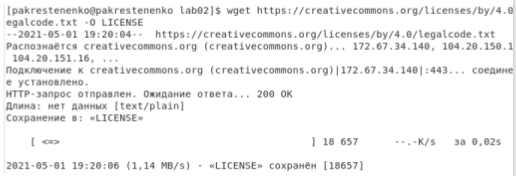 [pakrestenenko@pakrestenenko lab02]$ wget https://creativecommons.org/licenses/by/4.0/l
egalcode.txt -O LICENSE
--2021-05-01 19:20:04--  https://creativecommons.org/licenses/by/4.0/legalcode.txt
Распознаётся creativecommons.org (creativecommons.org)... 172.67.34.140, 104.20.150.1
 104.20.151.16, ...
Подключение к creativecommons.org (creativecommons.org)|172.67.34.140|:443... соедине
е установлено.
HTTP-запрос отправлен. Ожидание ответа... 200 OK
Длина: нет данных [text/plain]
Сохранение в: «LICENSE»
[ <=> ] 18 657 --.-K/s за 0,02s
2021-05-01 19:20:06 (1,14 MB/s) - «LICENSE» сохранён [18657]